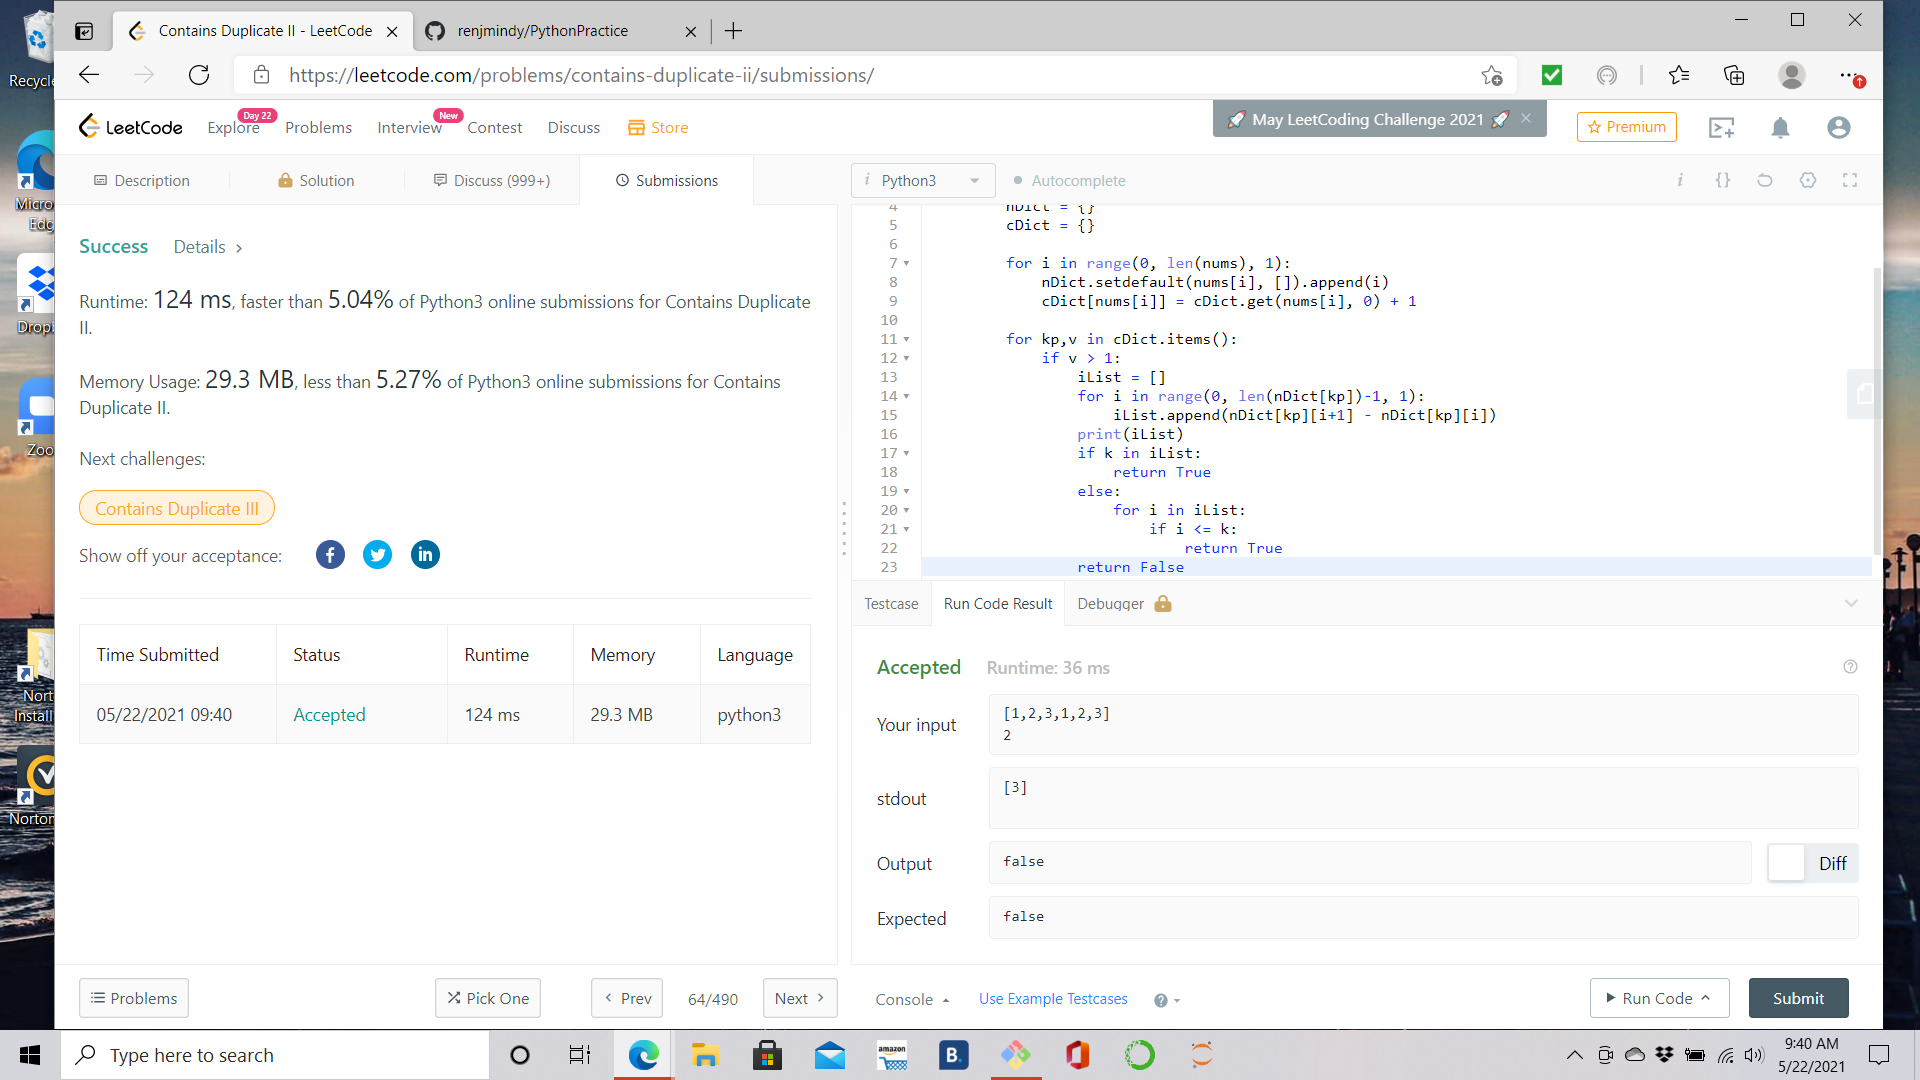 Contains Duplicate II - LeetCode
renjmindy/PythonPractice
https://leetcode.com/problems/contains-duplicate-ii/submissions/
LeetCode
Explore
Day 22
Problems
Interview
New
Contest
Discuss
Store
🚀 May LeetCoding Challenge 2021 🚀 ×
Premium
Description
Solution
Discuss (999+)
Submissions
i Python3
Autocomplete
Success Details >
Runtime: 124 ms, faster than 5.04% of Python3 online submissions for Contains Duplicate
II.
Memory Usage: 29.3 MB, less than 5.27% of Python3 online submissions for Contains
Duplicate II.
Next challenges:
Contains Duplicate III
Show off your acceptance:
Time Submitted Status Runtime Memory Language
05/22/2021 09:40 Accepted 124 ms 29.3 MB python3
4 nDict = {}
5 cDict = {}
6
7 for i in range(0, len(nums), 1):
8 nDict.setdefault(nums[i], []).append(i)
9 cDict[nums[i]] = cDict.get(nums[i], 0) + 1
10
11 for kp,v in cDict.items():
12 if v > 1:
13 iList = []
14 for i in range(0, len(nDict[kp])-1, 1):
15 iList.append(nDict[kp][i+1] - nDict[kp][i])
16 print(iList)
17 if k in iList:
18 return True
19 else:
20 for i in iList:
21 if i <= k:
22 return True
23 return False
Testcase
Run Code Result
Debugger
Accepted Runtime: 36 ms
Your input
[1,2,3,1,2,3]
2
stdout
[3]
Output
false
Diff
Expected
false
Problems
Pick One
< Prev
64/490
Next >
Console
Use Example Testcases
Run Code
Submit
Recycle
Micro
Edg
Drop
Zoo
Nort
Install
Norton
Type here to search
amazon
B.
9:40 AM
5/22/2021